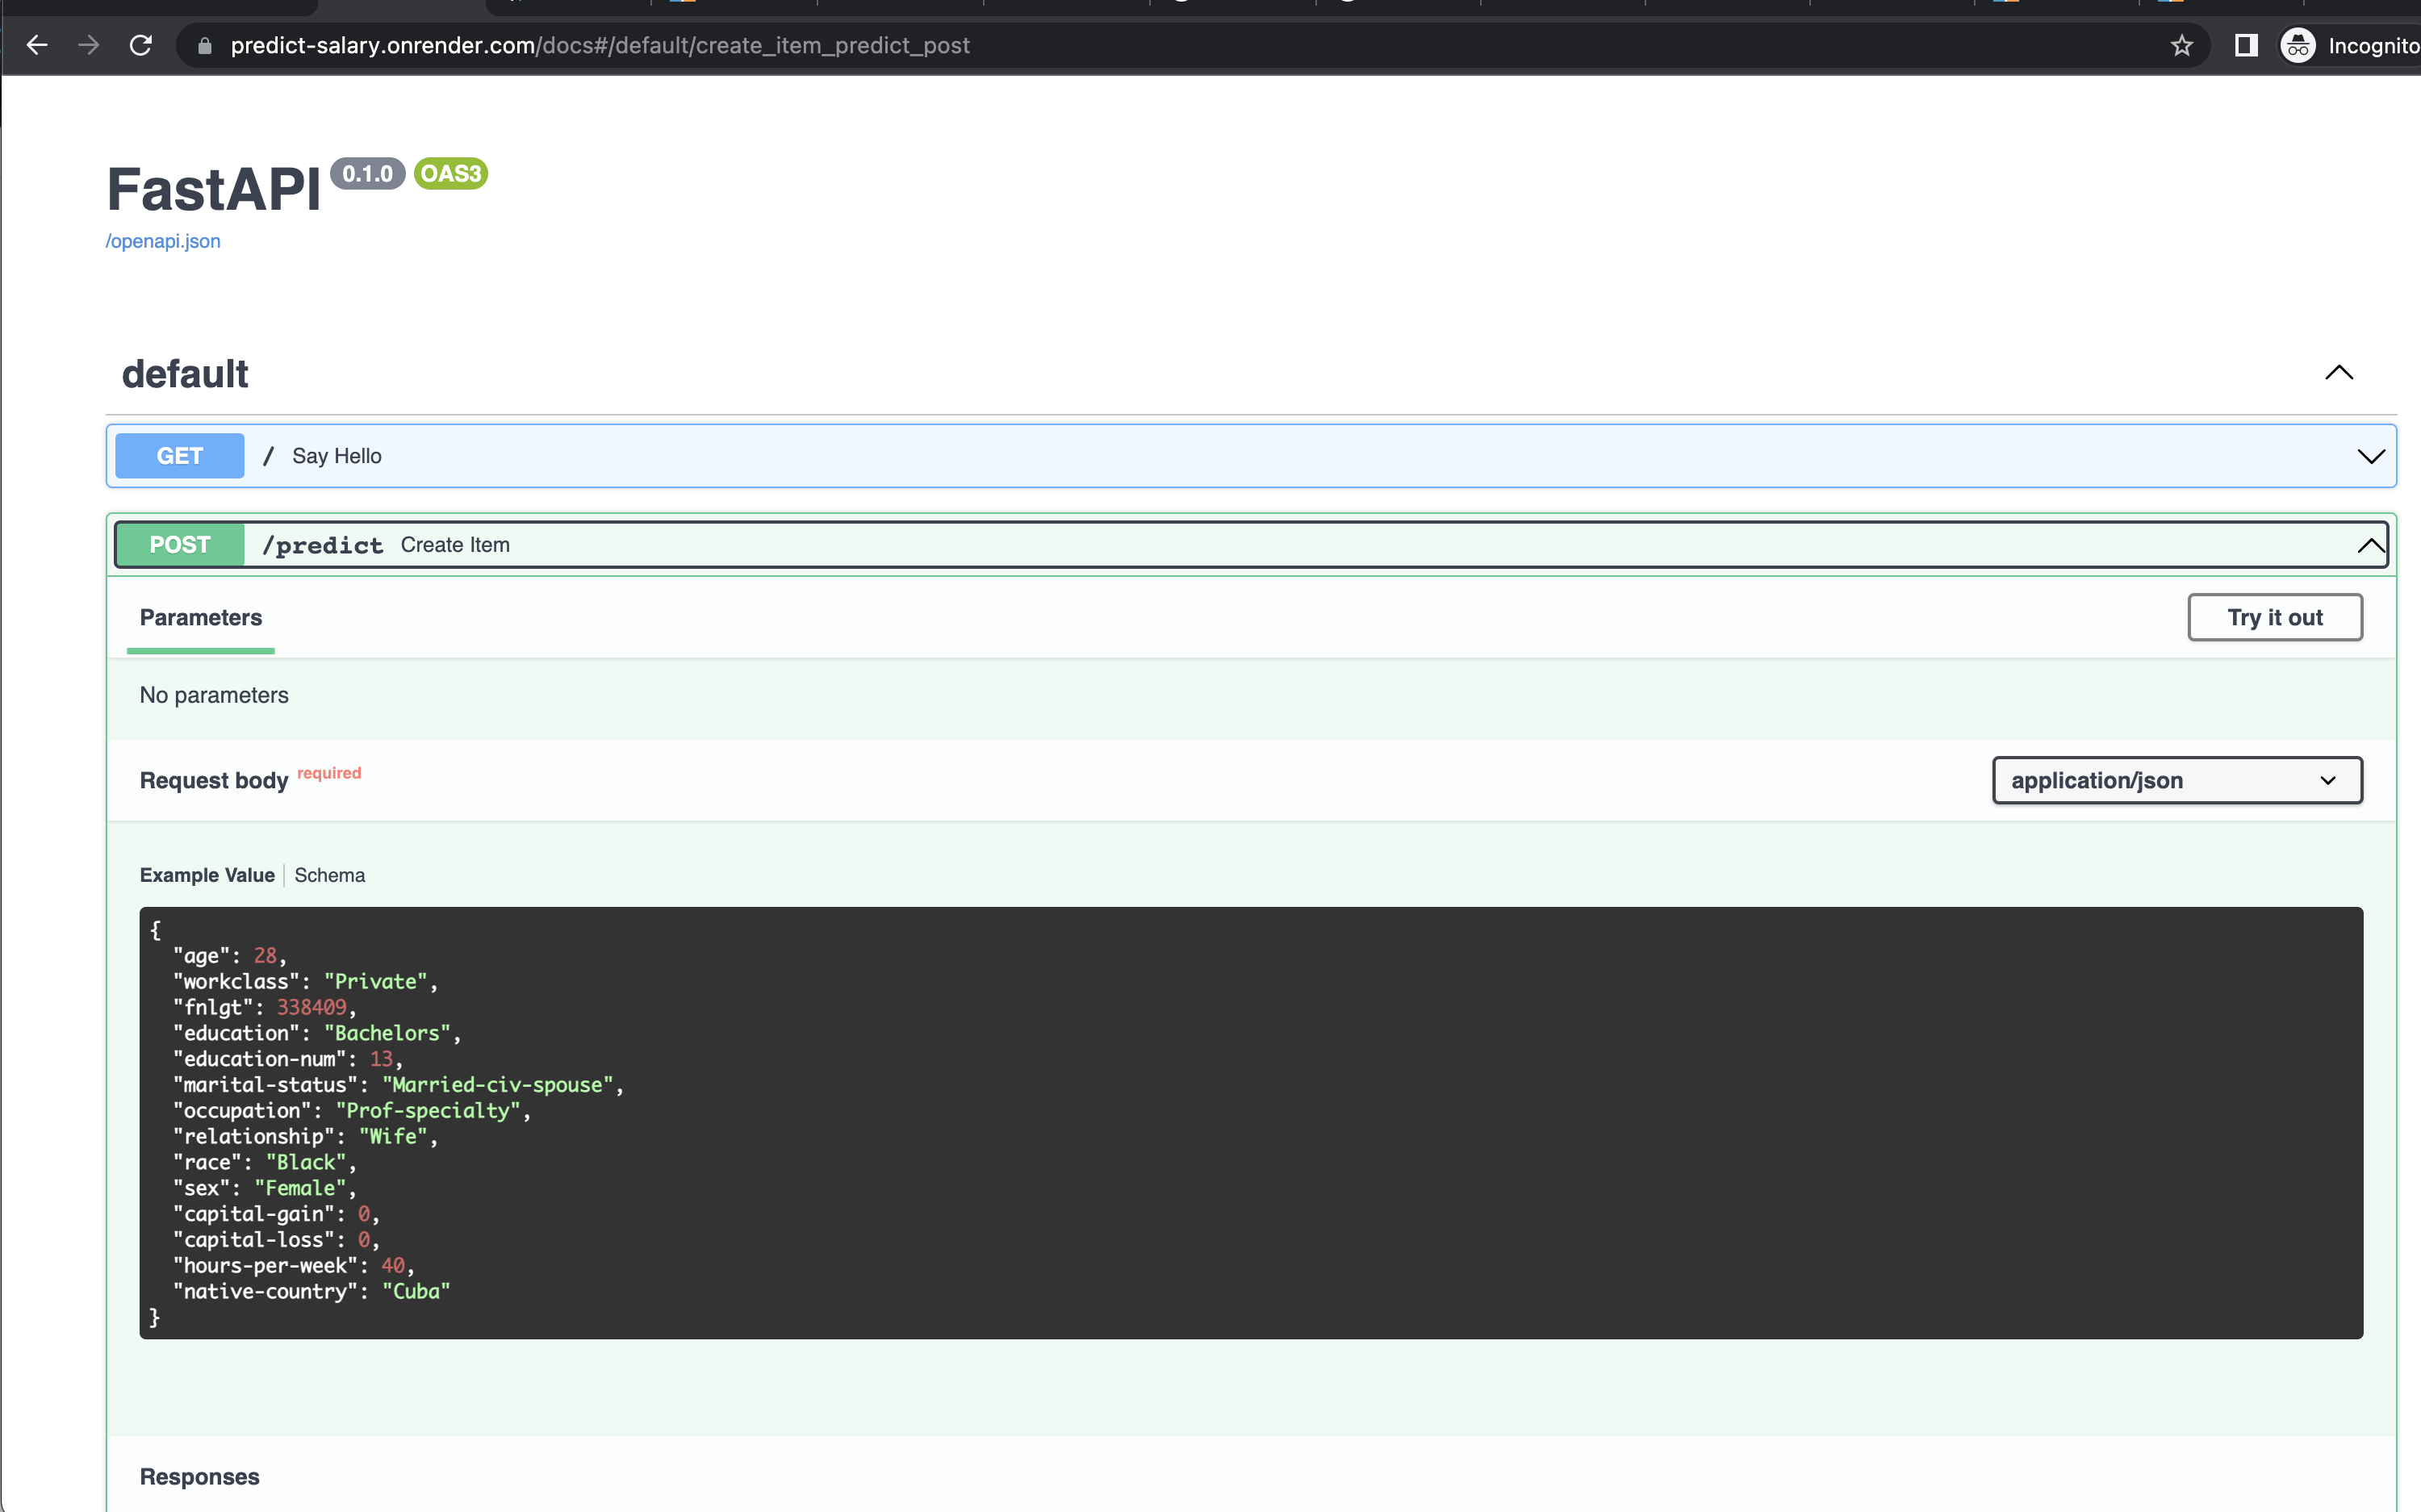 predict-salary.onrender.com/docs#/default/create_item_predict_post
Incognito
FastAPI 0.1.0 OAS3
/openapi.json
default
GET / Say Hello
POST /predict Create Item
Parameters
Try it out
No parameters
Request body required
application/json
Example Value Schema
{
"age": 28,
"workclass": "Private",
"fnlgt": 338409,
"education": "Bachelors",
"education-num": 13,
"marital-status": "Married-civ-spouse",
"occupation": "Prof-specialty",
"relationship": "Wife",
"race": "Black",
"sex": "Female",
"capital-gain": 0,
"capital-loss": 0,
"hours-per-week": 40,
"native-country": "Cuba"
}
Responses